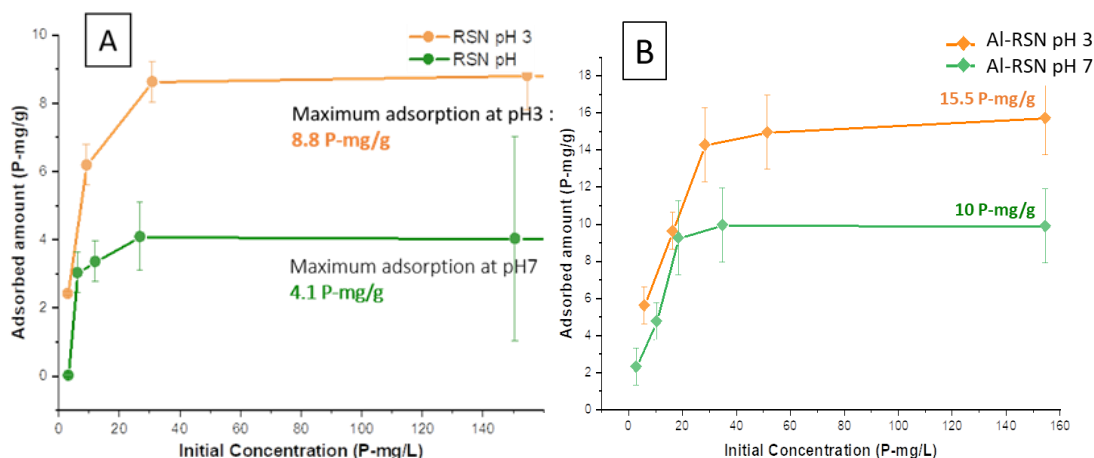 A
RSN pH 3
RSN pH
Maximum adsorption at pH3 :
8.8 P-mg/g
Maximum adsorption at pH7
4.1 P-mg/g
Adsorbed amount (P-mg/g)
10
8
6
4
2
0
0 20 40 60 80 100 120 140
Initial Concentration (P-mg/L)
B
Al-RSN pH 3
Al-RSN pH 7
15.5 P-mg/g
10 P-mg/g
Adsorbed amount (P-mg/g)
18
16
14
12
10
8
6
4
2
0
0 20 40 60 80 100 120 140 160
Initial Concentration (P-mg/L)